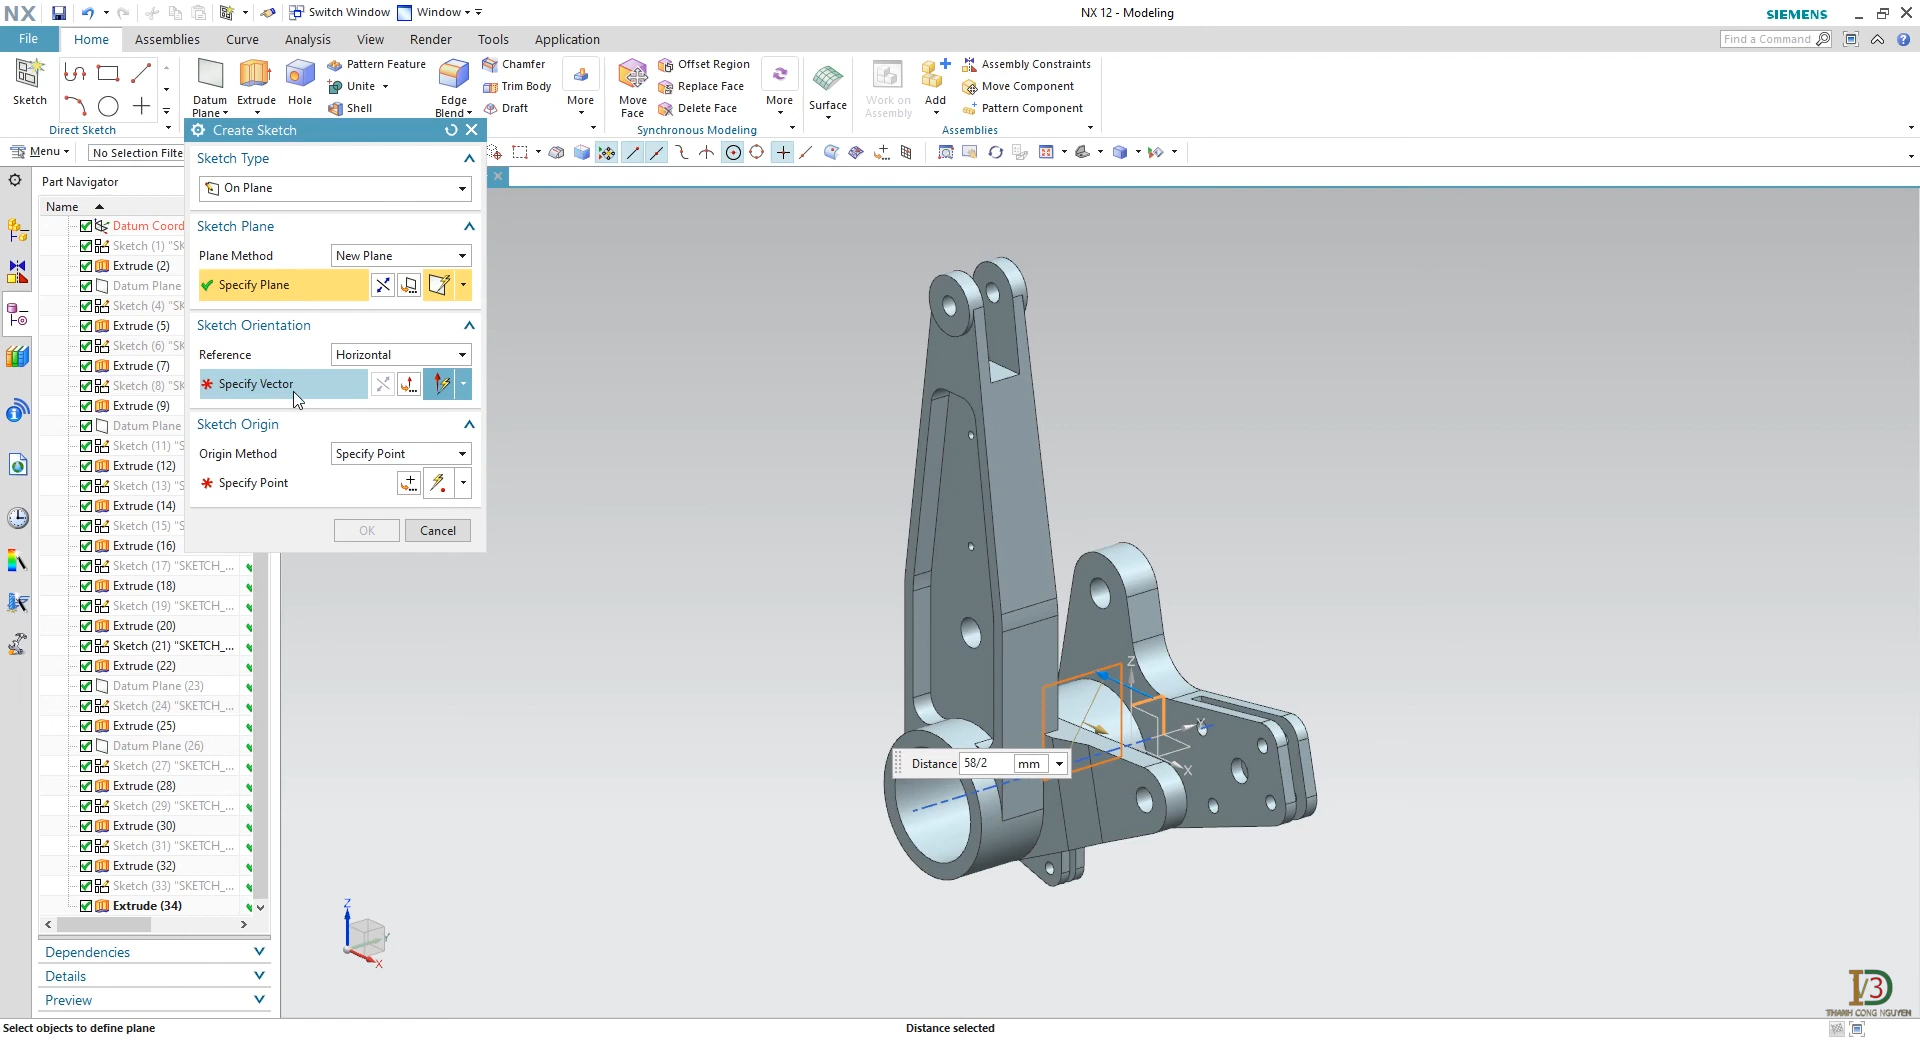 NX Switch Window Window NX 12 - Modeling SIEMENS
File Home Assemblies Curve Analysis View Render Tools Application Find a Command
Sketch
Direct Sketch
Datum Plane
Extrude
Hole
Pattern Feature
Unite
Shell
Edge Blend
Chamfer
Trim Body
Draft
More
Move Face
Offset Region
Replace Face
Delete Face
More
Synchronous Modeling
Surface
Work on Assembly
Add
Assembly Constraints
Move Component
Pattern Component
Assemblies
Menu
No Selection Filte
Create Sketch
Sketch Type
On Plane
Sketch Plane
Plane Method New Plane
Specify Plane
Sketch Orientation
Reference Horizontal
Specify Vector
Sketch Origin
Origin Method Specify Point
Specify Point
OK Cancel
Part Navigator
Name
Datum Coord
Sketch (1) "SK
Extrude (2)
Datum Plane
Sketch (4) "SK
Extrude (5)
Sketch (6) "SK
Extrude (7)
Sketch (8) "SK
Extrude (9)
Datum Plane
Sketch (11) "S
Extrude (12)
Sketch (13) "S
Extrude (14)
Sketch (15) "S
Extrude (16)
Sketch (17) "SKETCH_...
Extrude (18)
Sketch (19) "SKETCH_...
Extrude (20)
Sketch (21) "SKETCH_...
Extrude (22)
Datum Plane (23)
Sketch (24) "SKETCH_...
Extrude (25)
Datum Plane (26)
Sketch (27) "SKETCH_...
Extrude (28)
Sketch (29) "SKETCH_...
Extrude (30)
Sketch (31) "SKETCH_...
Extrude (32)
Sketch (33) "SKETCH_...
Extrude (34)
Dependencies
Details
Preview
Z
Y
X
Distance 58/2 mm
Z
Y
X
THANH CONG NGUYEN
Select objects to define plane Distance selected